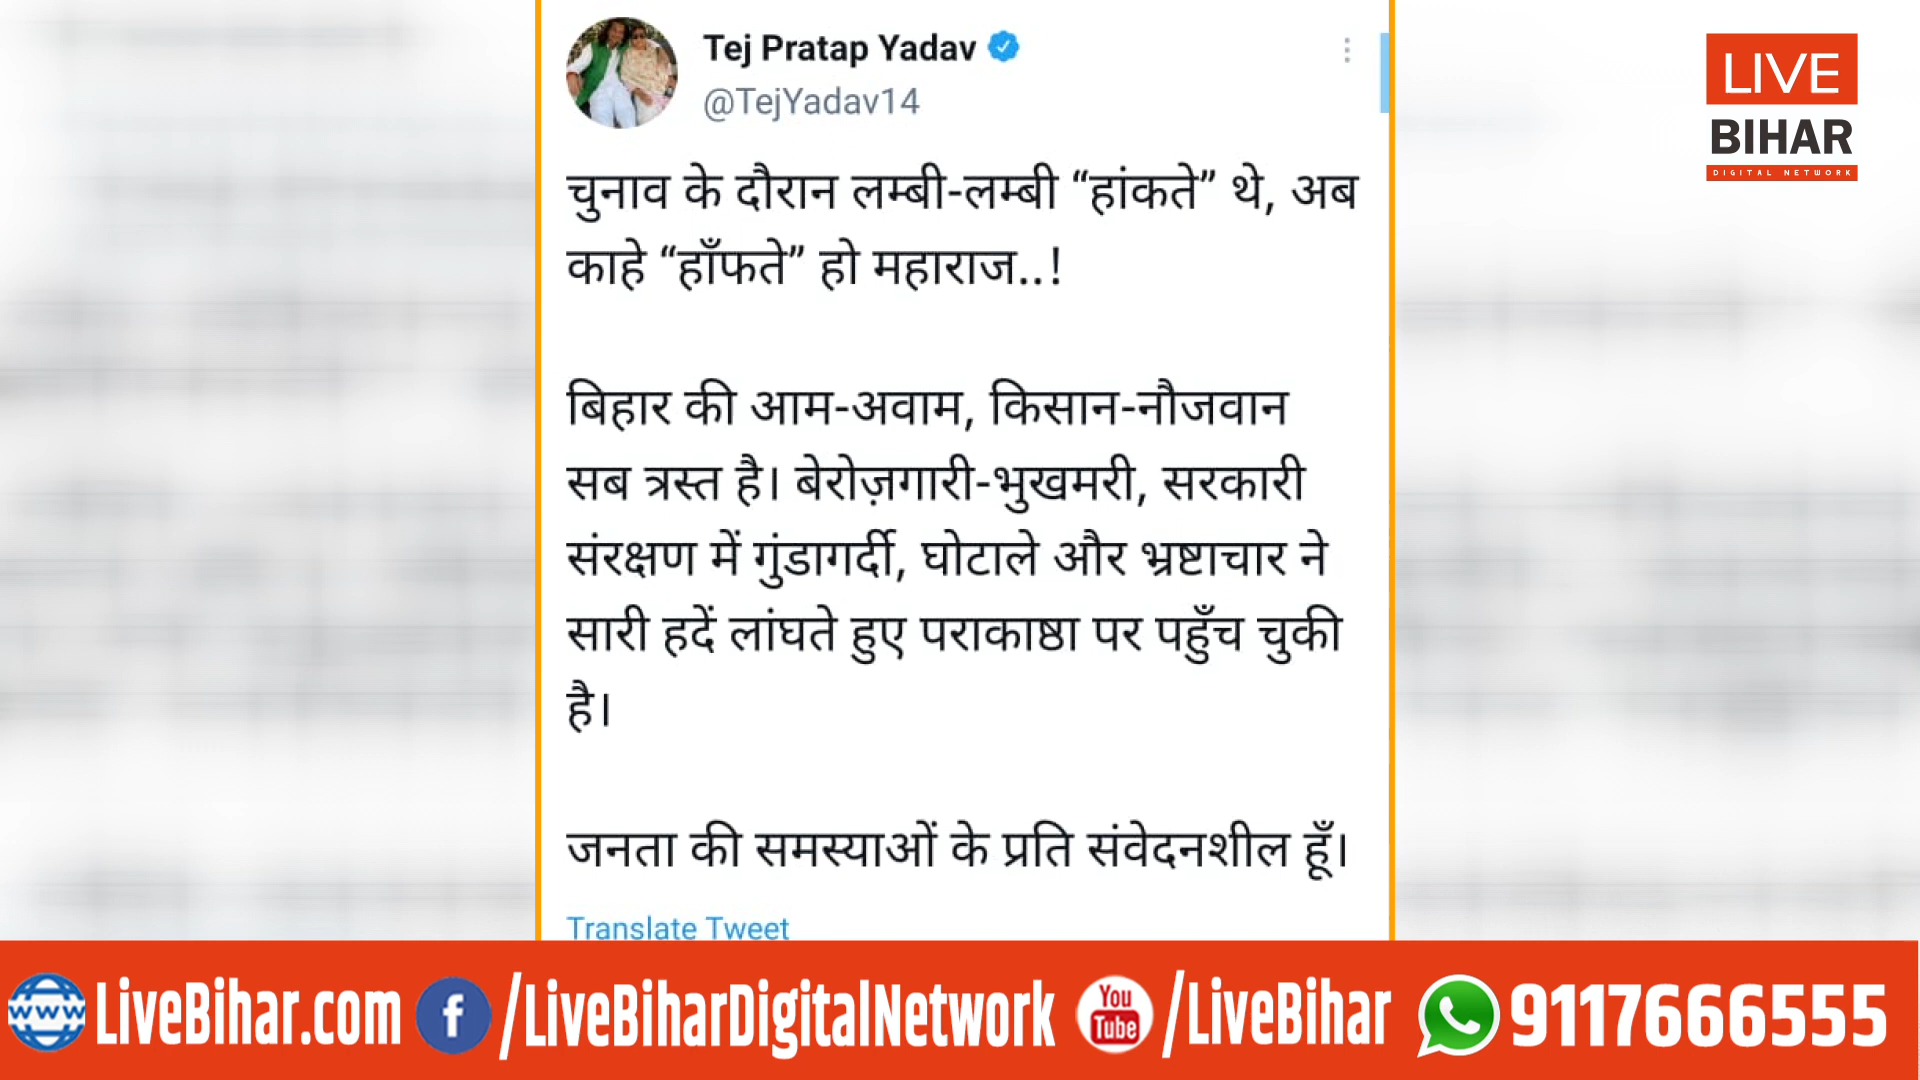 Tej Pratap Yadav
@TejYadav14
चुनाव के दौरान लम्बी-लम्बी “हांकते” थे, अब
काहे “हाँफते” हो महाराज..!
बिहार की आम-अवाम, किसान-नौजवान
सब त्रस्त है। बेरोज़गारी-भुखमरी, सरकारी
संरक्षण में गुंडागर्दी, घोटाले और भ्रष्टाचार ने
सारी हदें लांघते हुए पराकाष्ठा पर पहुँच चुकी
है।
जनता की समस्याओं के प्रति संवेदनशील हूँ।
Translate Tweet
LIVE
BIHAR
DIGITAL NETWORK
www LiveBihar.com f /LiveBiharDigitalNetwork You Tube /LiveBihar 9117666555